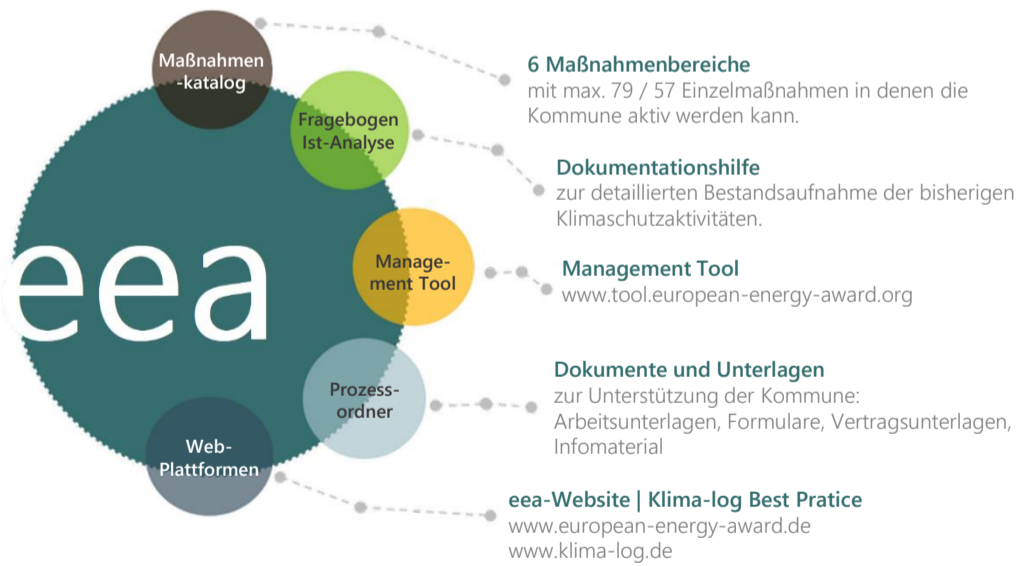 Maßnahmen
-katalog
6 Maßnahmenbereiche
mit max. 79 / 57 Einzelmaßnahmen in denen die
Kommune aktiv werden kann.
Fragebogen
Ist-Analyse
Dokumentationshilfe
zur detaillierten Bestandsaufnahme der bisherigen
Klimaschutzaktivitäten.
eea
Manage-
ment Tool
Management Tool
www.tool.european-energy-award.org
Prozess-
ordner
Dokumente und Unterlagen
zur Unterstützung der Kommune:
Arbeitsunterlagen, Formulare, Vertragsunterlagen,
Infomaterial
Web-
Plattformen
eea-Website | Klima-log Best Pratice
www.european-energy-award.de
www.klima-log.de